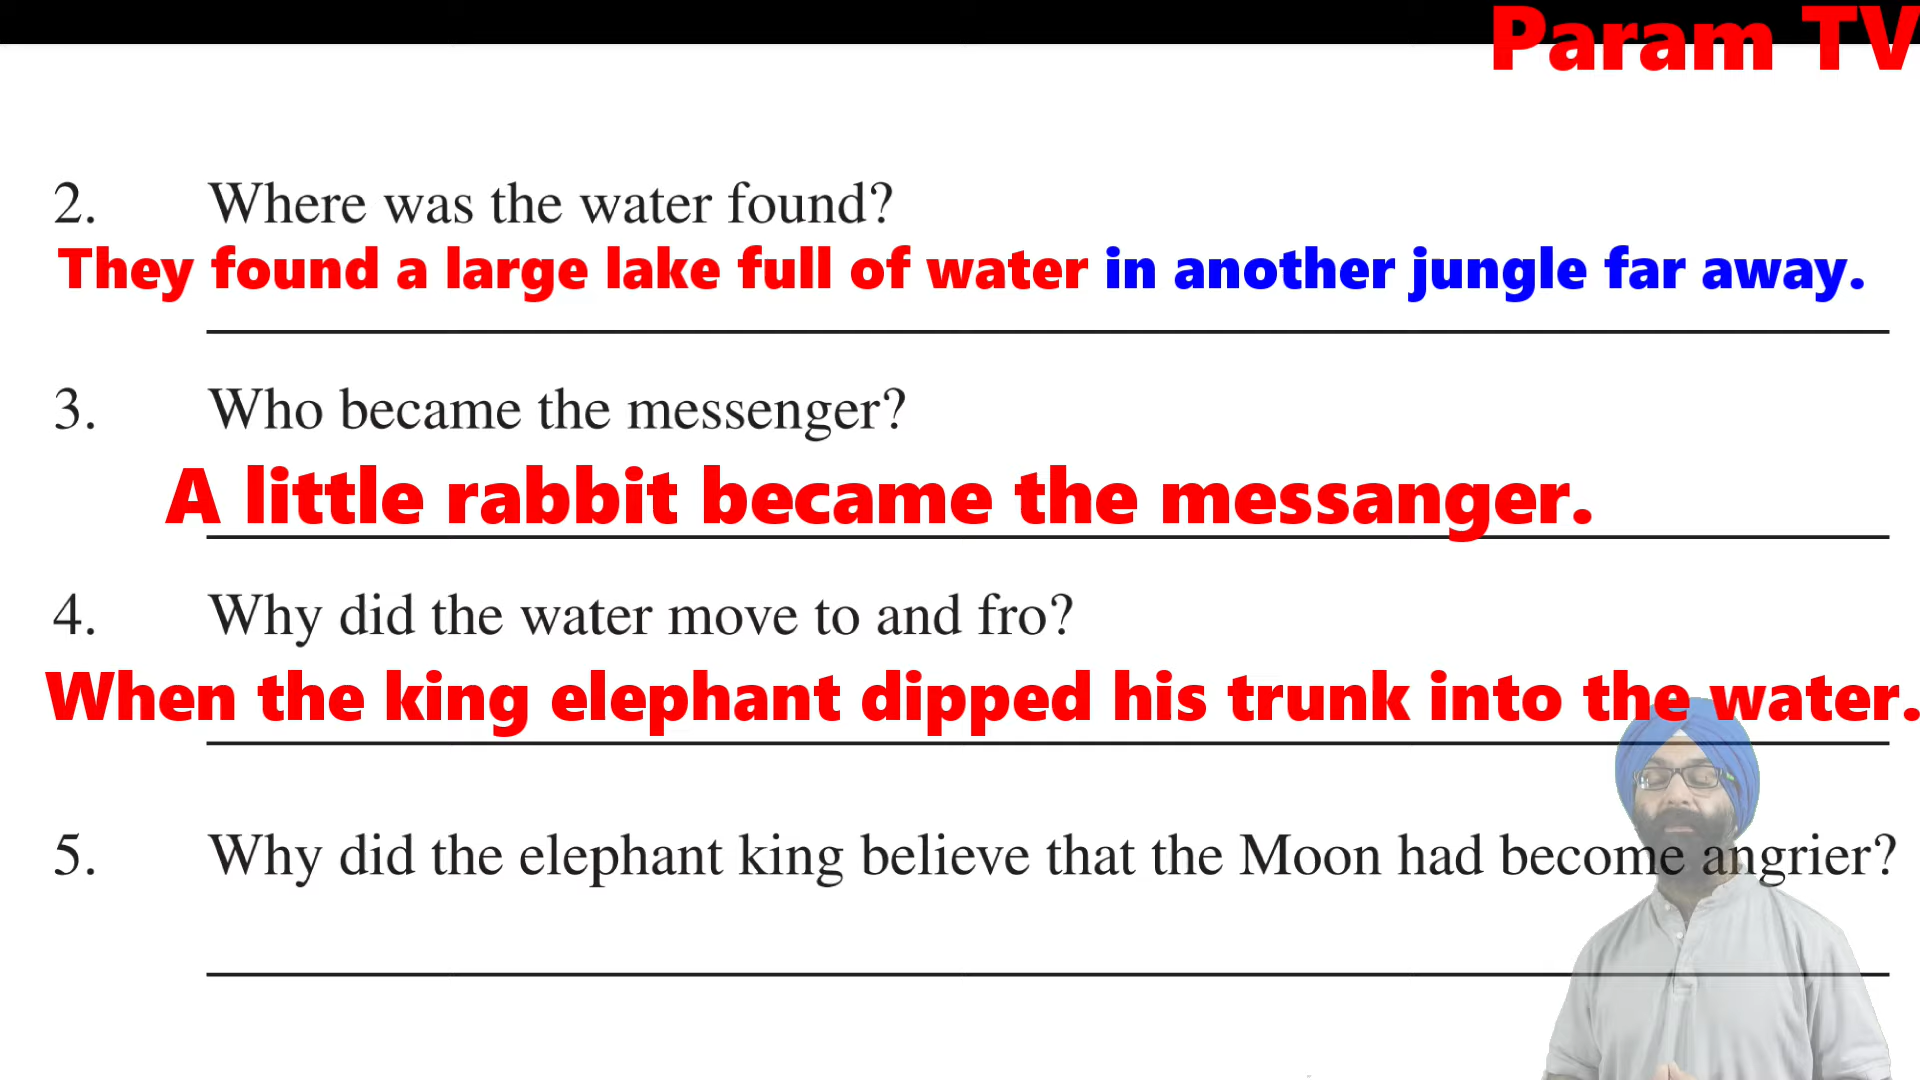 Param TV
2. Where was the water found?
They found a large lake full of water in another jungle far away.
3. Who became the messenger?
A little rabbit became the messanger.
4. Why did the water move to and fro?
When the king elephant dipped his trunk into the water.
5. Why did the elephant king believe that the Moon had become angrier?